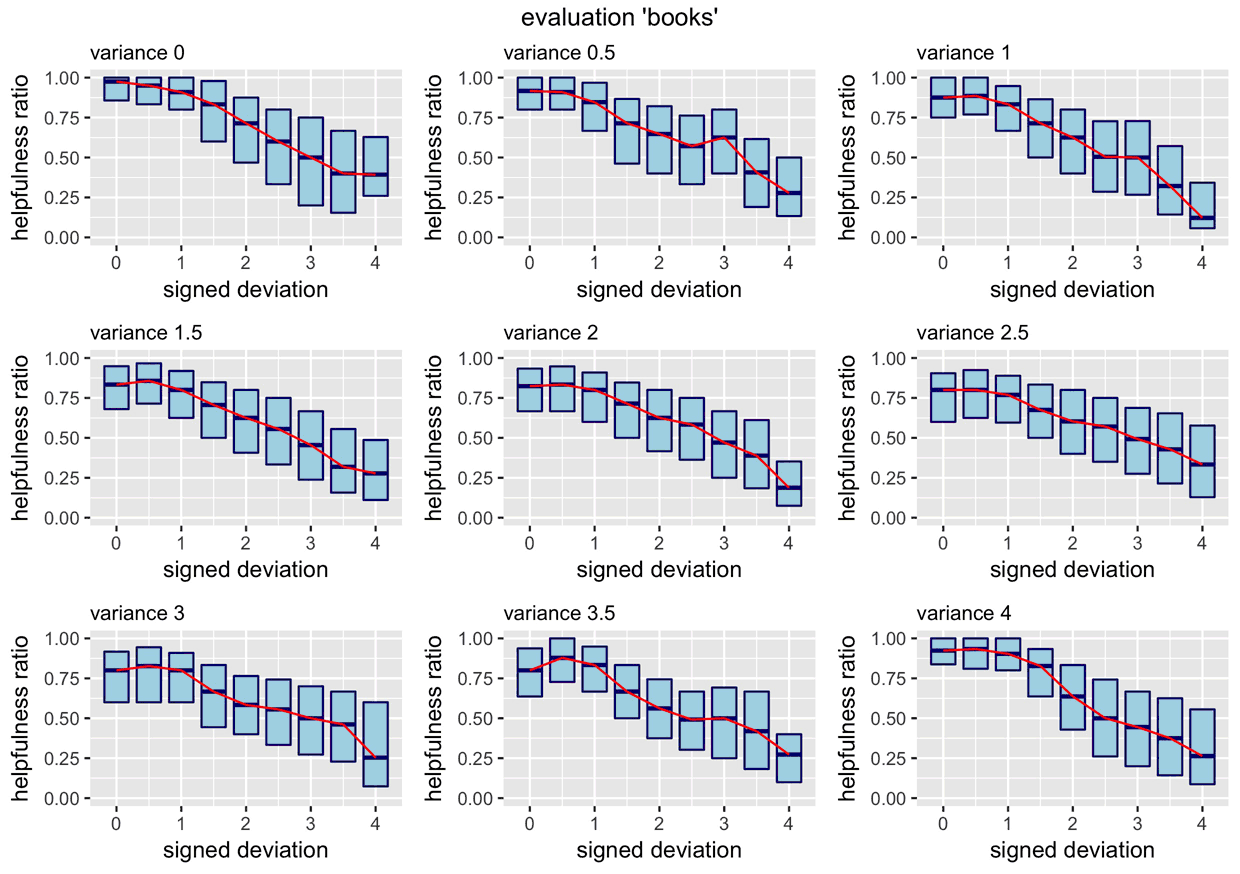 evaluation 'books'
variance 0
helpfulness ratio
1.00
0.75
0.50
0.25
0.00
0 1 2 3 4
signed deviation
variance 0.5
helpfulness ratio
1.00
0.75
0.50
0.25
0.00
0 1 2 3 4
signed deviation
variance 1
helpfulness ratio
1.00
0.75
0.50
0.25
0.00
0 1 2 3 4
signed deviation
variance 1.5
helpfulness ratio
1.00
0.75
0.50
0.25
0.00
0 1 2 3 4
signed deviation
variance 2
helpfulness ratio
1.00
0.75
0.50
0.25
0.00
0 1 2 3 4
signed deviation
variance 2.5
helpfulness ratio
1.00
0.75
0.50
0.25
0.00
0 1 2 3 4
signed deviation
variance 3
helpfulness ratio
1.00
0.75
0.50
0.25
0.00
0 1 2 3 4
signed deviation
variance 3.5
helpfulness ratio
1.00
0.75
0.50
0.25
0.00
0 1 2 3 4
signed deviation
variance 4
helpfulness ratio
1.00
0.75
0.50
0.25
0.00
0 1 2 3 4
signed deviation